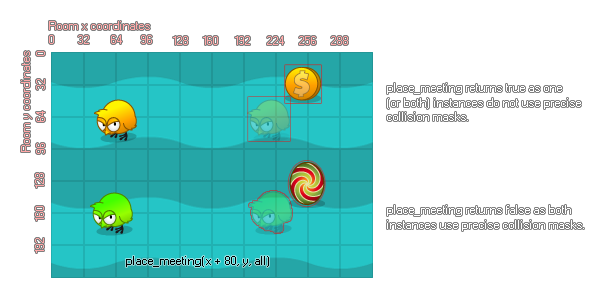 Room x coordinates
0 32 64 96 128 160 192 224 256 288
Room y coordinates
0
32
64
96
128
160
192
place_meeting returns true as one
(or both) instances do not use precise
collision masks.
place_meeting returns false as both
instances use precise collision masks.
place_meeting(x + 80, y, all)